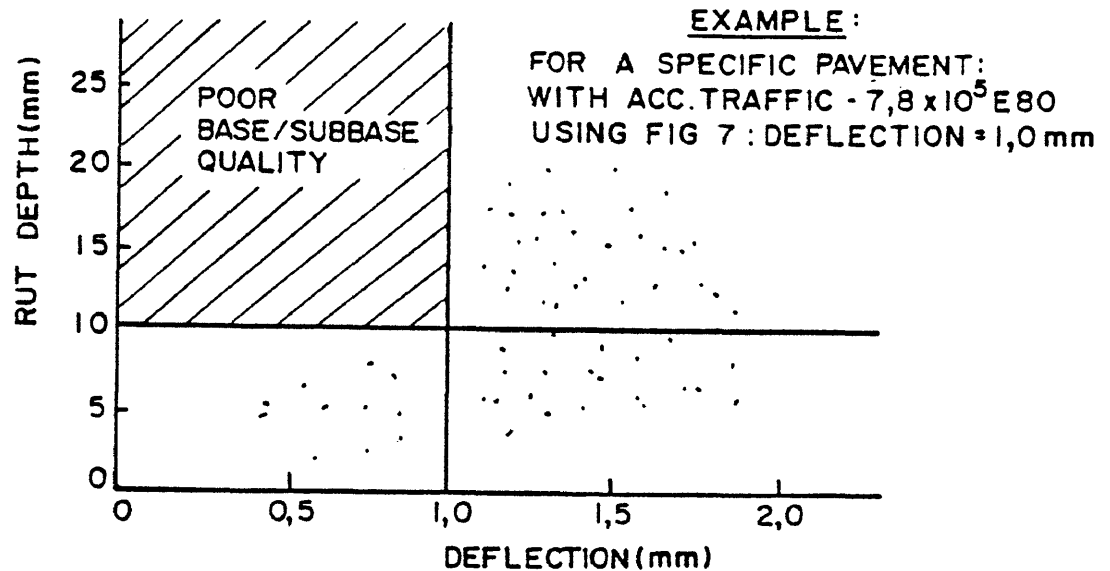 EXAMPLE:
FOR A SPECIFIC PAVEMENT:
WITH ACC. TRAFFIC - 7,8 x 10⁵ E80
USING FIG 7 : DEFLECTION = 1,0 mm
POOR
BASE/SUBBASE
QUALITY
RUT DEPTH (mm)
25
20
15
10
5
0
0 0,5 1,0 1,5 2,0
DEFLECTION (mm)